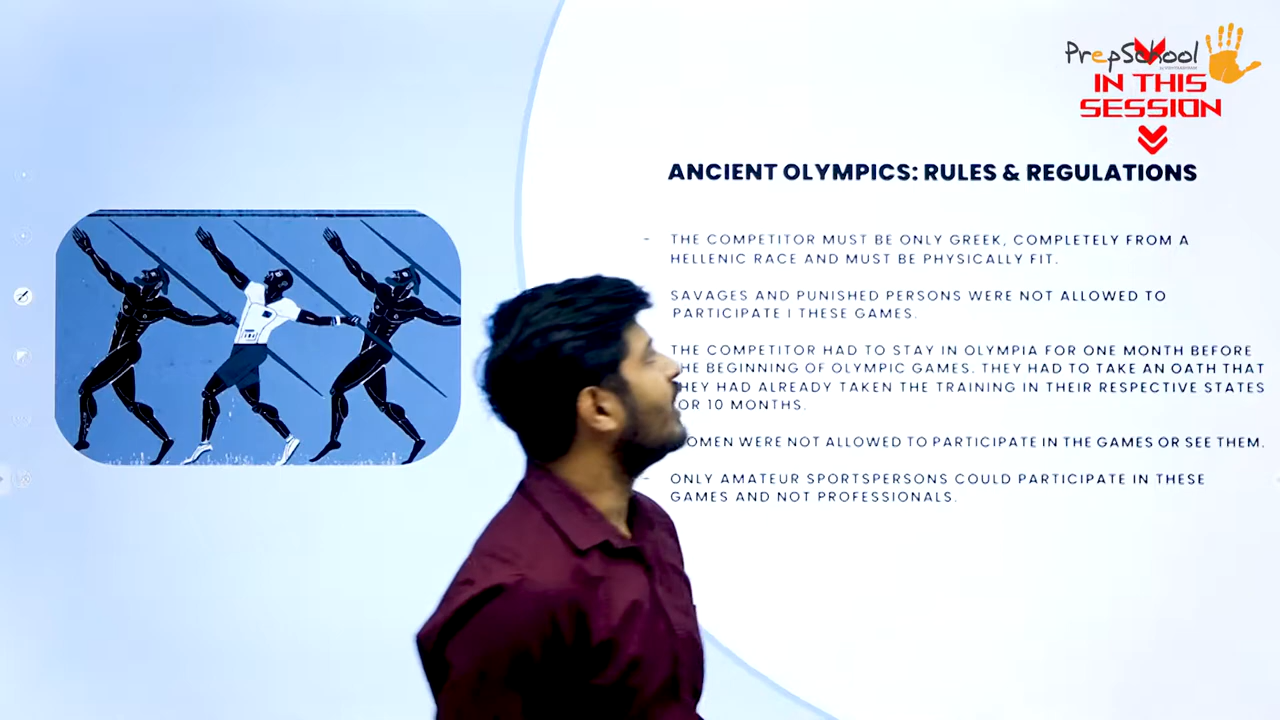 PrepSchool
IN THIS
SESSION
ANCIENT OLYMPICS: RULES & REGULATIONS
- THE COMPETITOR MUST BE ONLY GREEK, COMPLETELY FROM A
HELLENIC RACE AND MUST BE PHYSICALLY FIT.
SAVAGES AND PUNISHED PERSONS WERE NOT ALLOWED TO
PARTICIPATE I THESE GAMES.
THE COMPETITOR HAD TO STAY IN OLYMPIA FOR ONE MONTH BEFORE
HE BEGINNING OF OLYMPIC GAMES. THEY HAD TO TAKE AN OATH THAT
HEY HAD ALREADY TAKEN THE TRAINING IN THEIR RESPECTIVE STATES
OR 10 MONTHS.
OMEN WERE NOT ALLOWED TO PARTICIPATE IN THE GAMES OR SEE THEM.
- ONLY AMATEUR SPORTSPERSONS COULD PARTICIPATE IN THESE
GAMES AND NOT PROFESSIONALS.